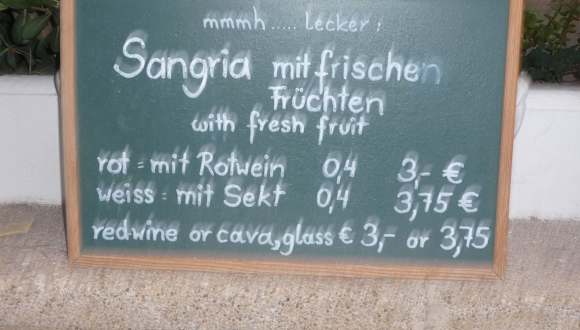 mmmh ..... Lecker :
Sangria mit frischen
Früchten
with fresh fruit
rot = mit Rotwein 0,4 3,- €
weiss = mit Sekt 0,4 3,75 €
redwine or cava, glass € 3,- or 3,75